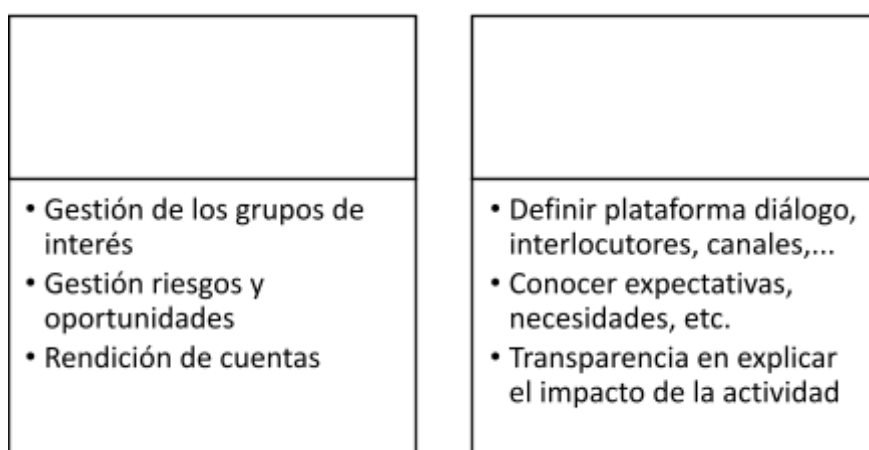 • Gestión de los grupos de
interés
• Gestión riesgos y
oportunidades
• Rendición de cuentas
• Definir plataforma diálogo,
interlocutores, canales,...
• Conocer expectativas,
necesidades, etc.
• Transparencia en explicar
el impacto de la actividad